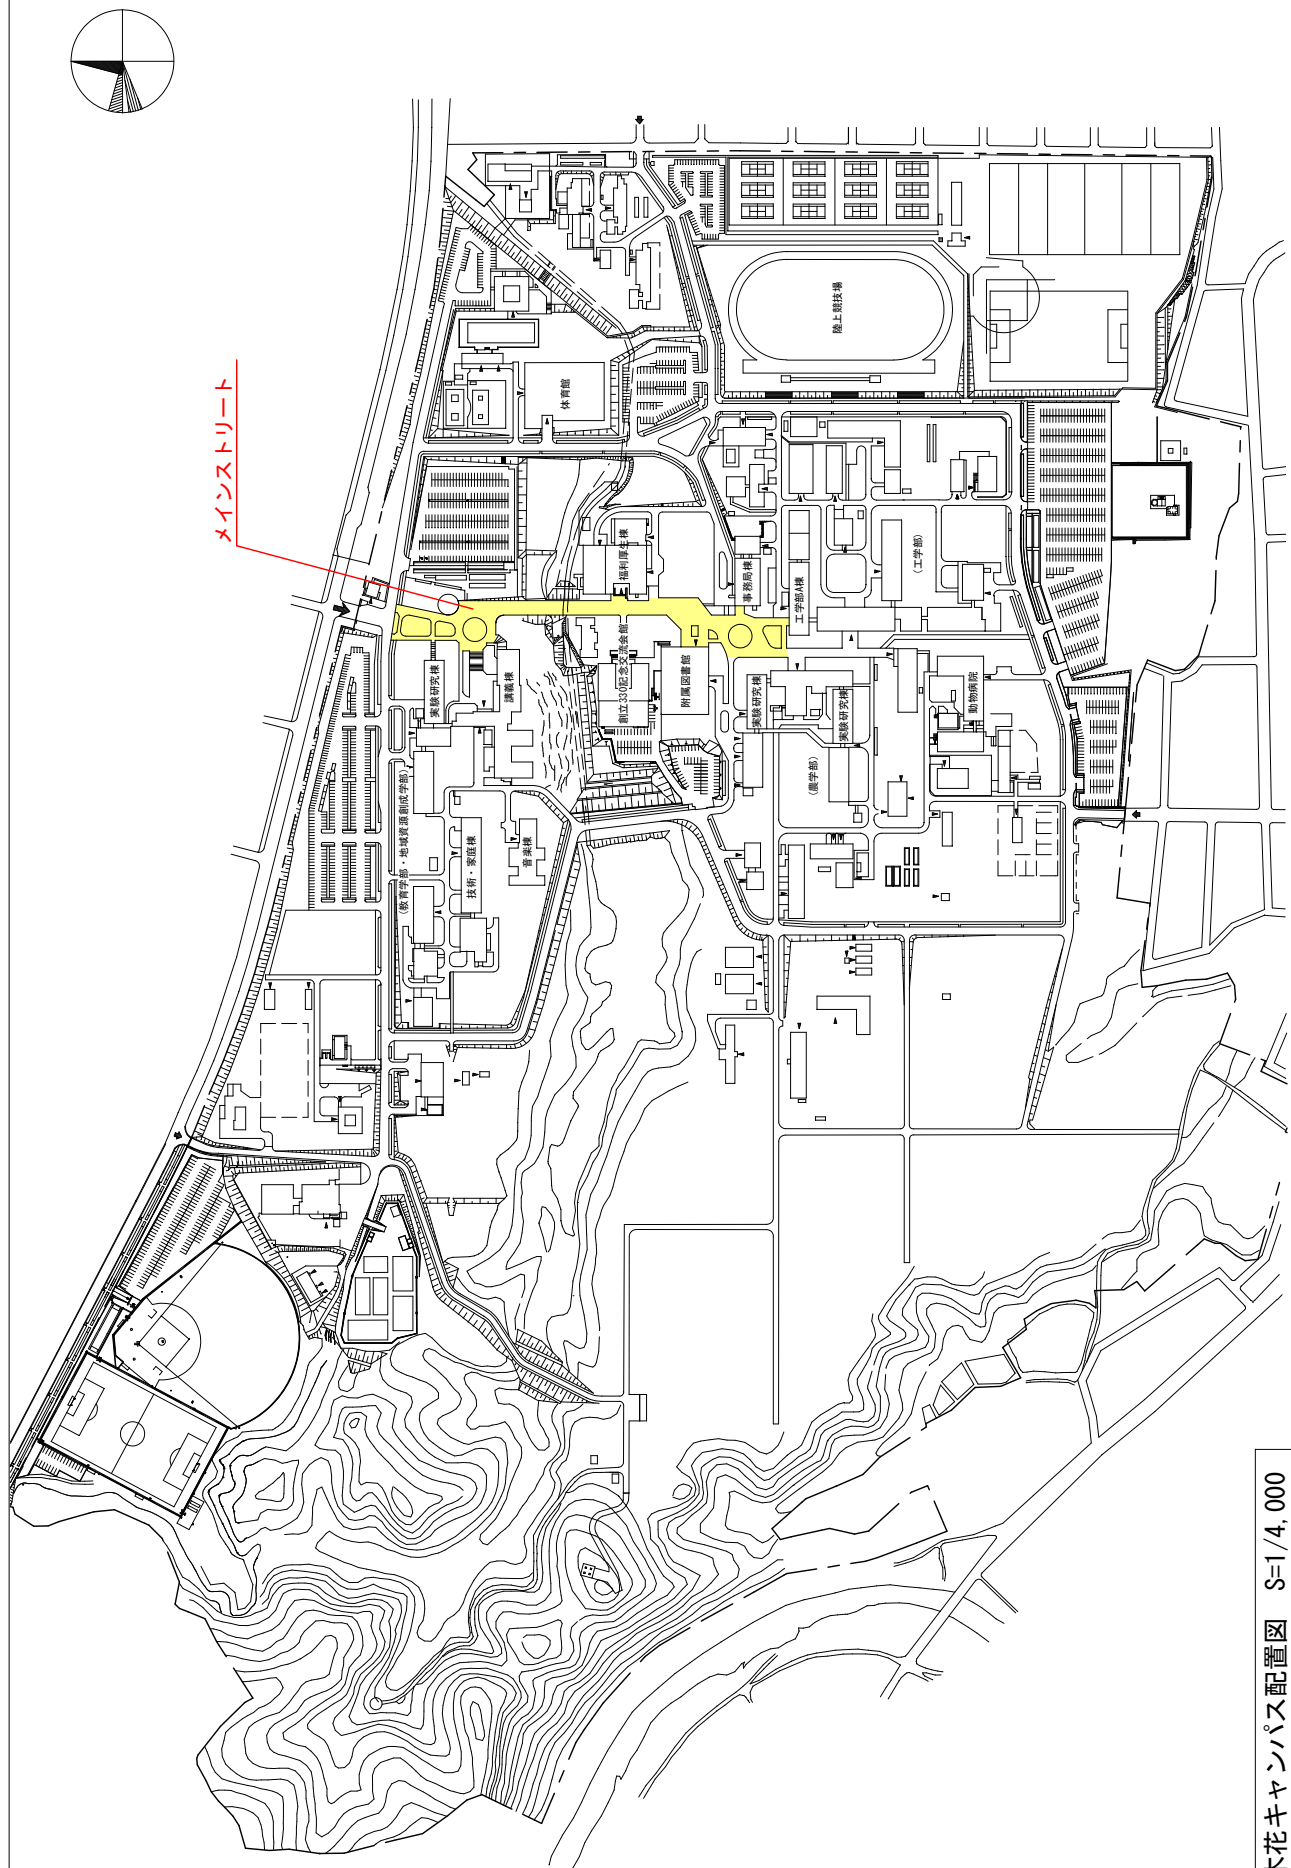 メインストリート
陸上競技場
体育館
福利厚生棟
事務局棟
工学部A棟
（工学部）
創立330記念交流会館
附属図書館
実験研究棟
講義棟
実験研究棟
実験研究棟
動物病院
（農学部）
（教育学部・地域資源創成学部）
技術・家庭棟
音楽棟
木花キャンパス配置図　S=1/4,000